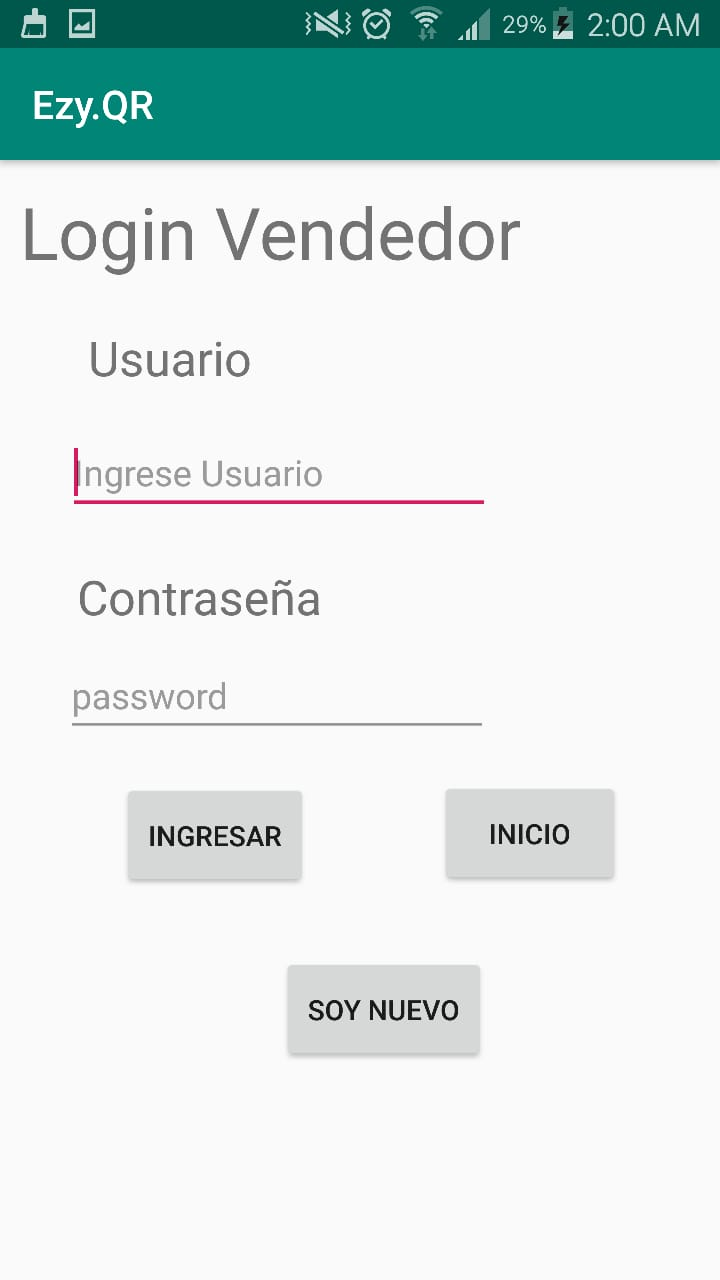 29% 2:00 AM
Ezy.QR
Login Vendedor
Usuario
Ingrese Usuario
Contraseña
password
INGRESAR INICIO
SOY NUEVO